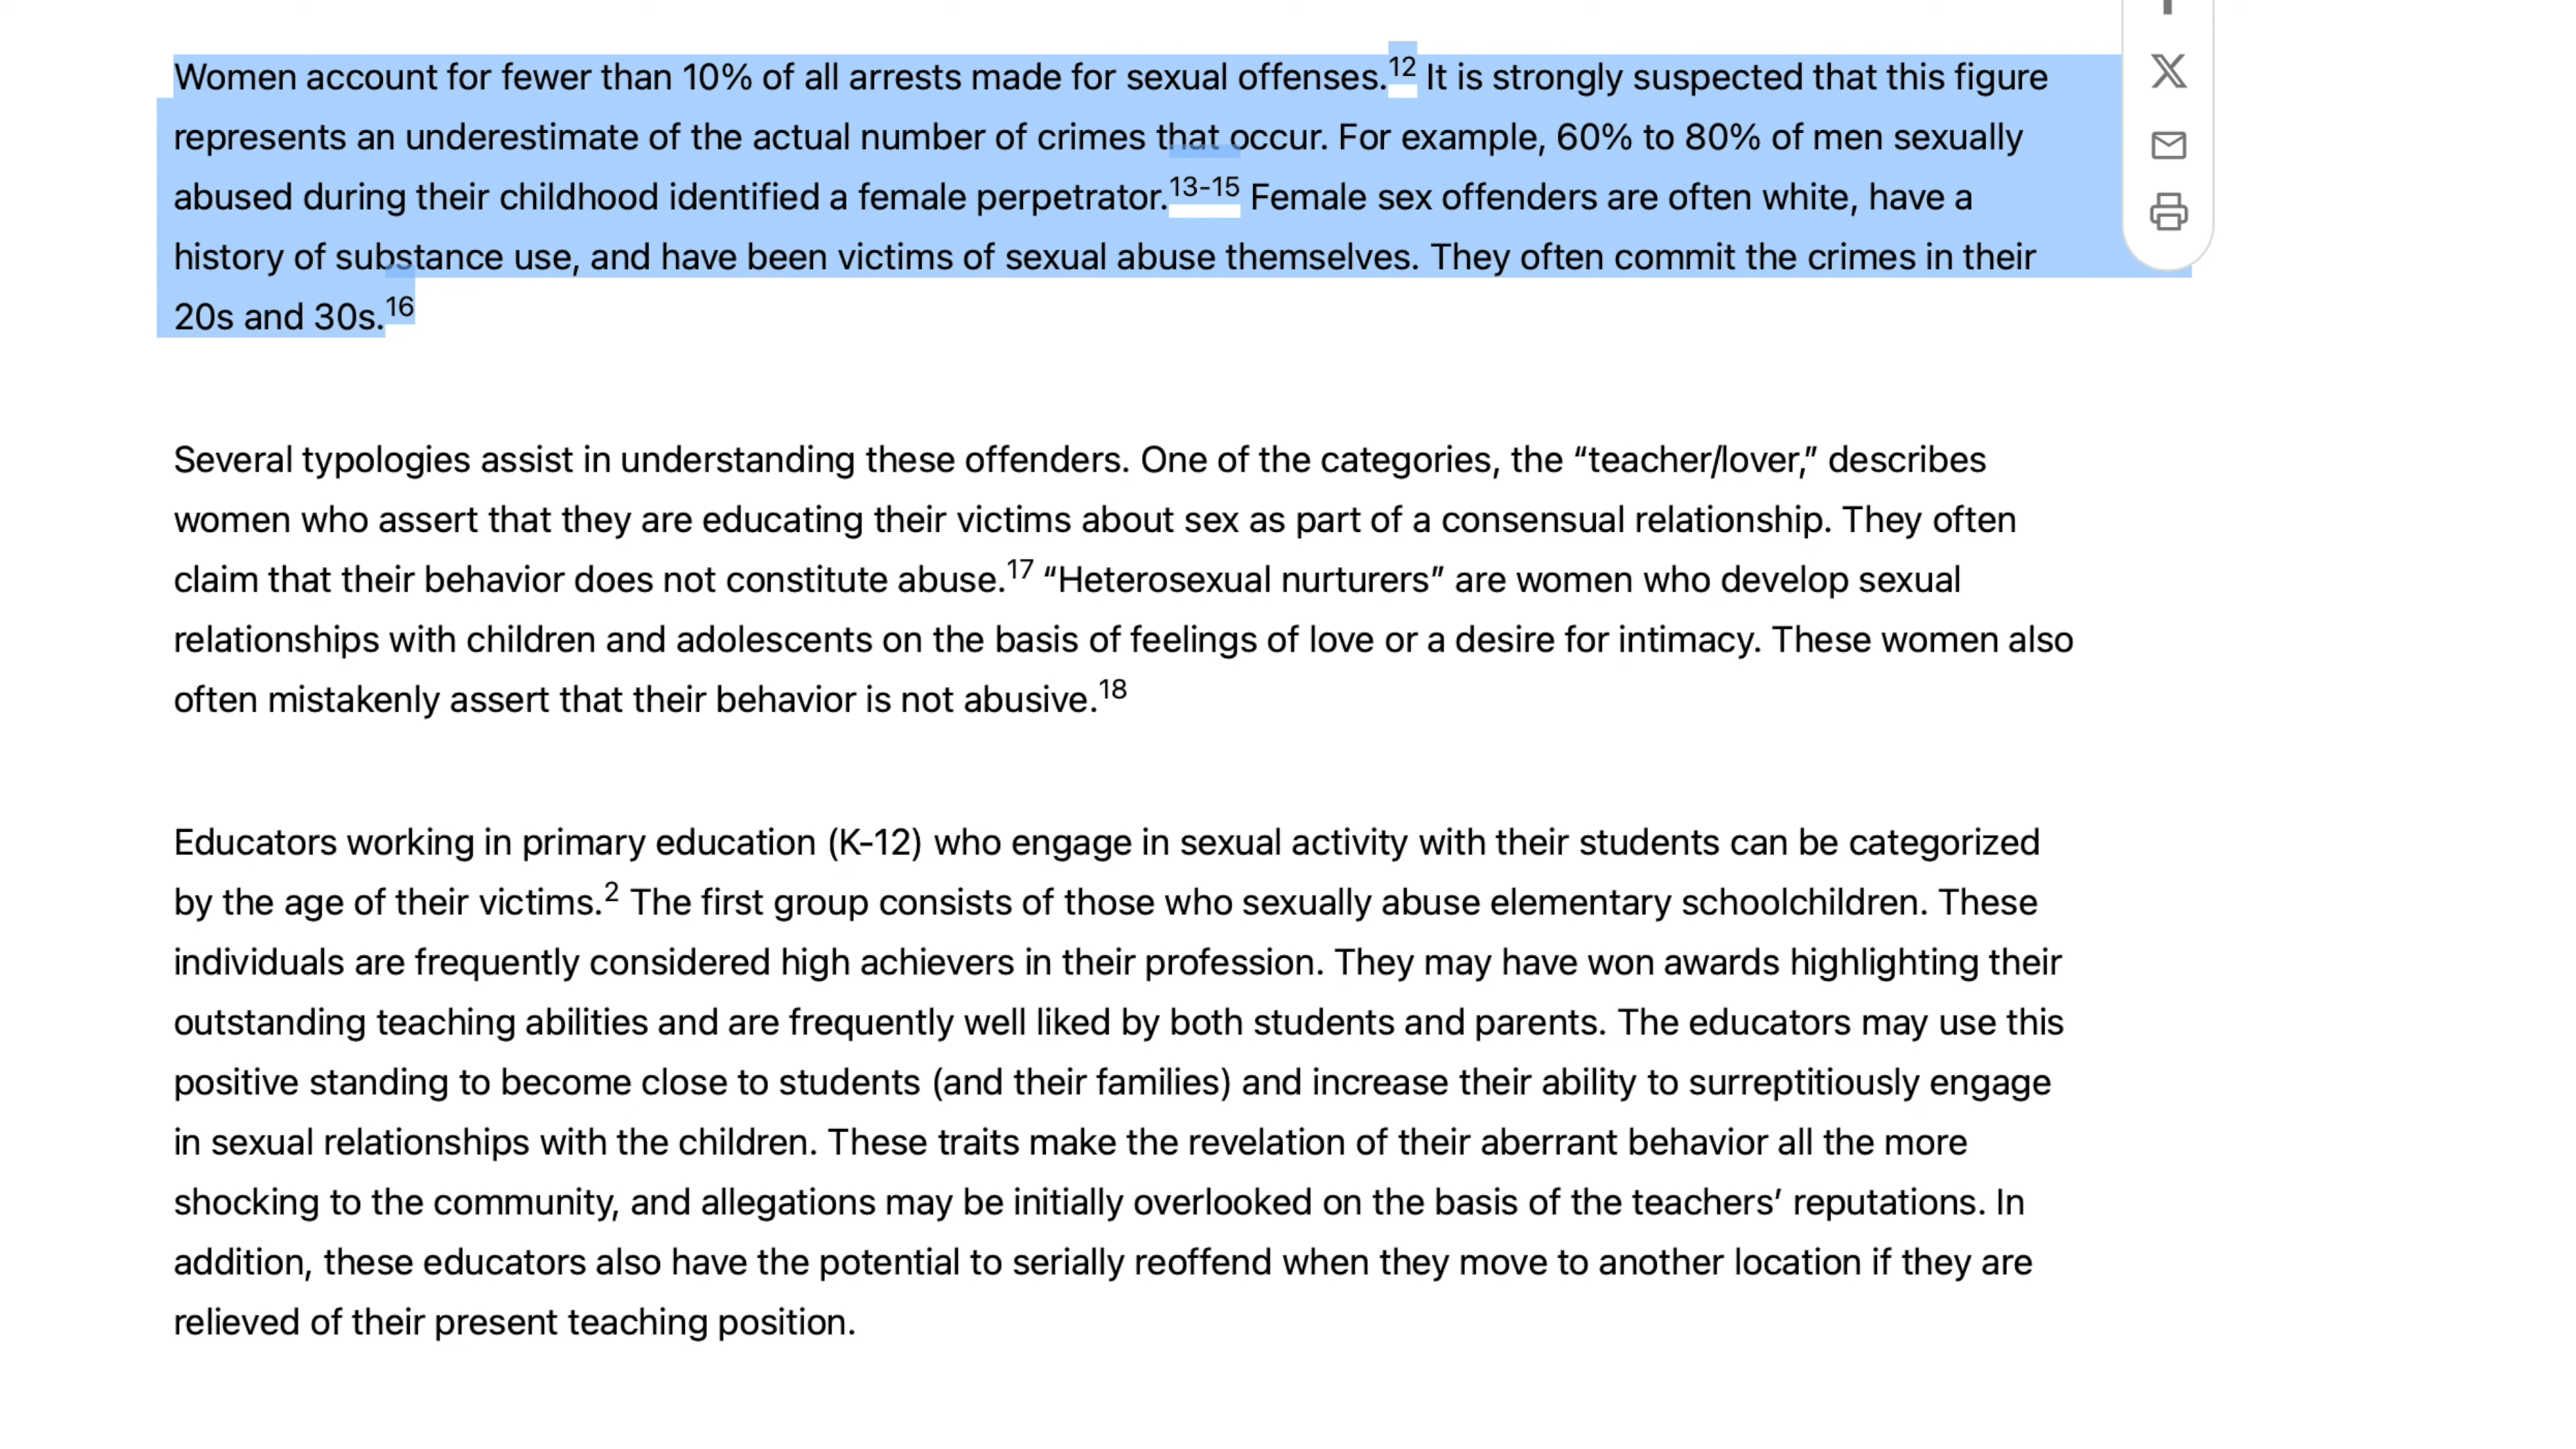 Women account for fewer than 10% of all arrests made for sexual offenses.12 It is strongly suspected that this figure
represents an underestimate of the actual number of crimes that occur. For example, 60% to 80% of men sexually
abused during their childhood identified a female perpetrator.13-15 Female sex offenders are often white, have a
history of substance use, and have been victims of sexual abuse themselves. They often commit the crimes in their
20s and 30s.16
Several typologies assist in understanding these offenders. One of the categories, the “teacher/lover,” describes
women who assert that they are educating their victims about sex as part of a consensual relationship. They often
claim that their behavior does not constitute abuse.17 “Heterosexual nurturers” are women who develop sexual
relationships with children and adolescents on the basis of feelings of love or a desire for intimacy. These women also
often mistakenly assert that their behavior is not abusive.18
Educators working in primary education (K-12) who engage in sexual activity with their students can be categorized
by the age of their victims.2 The first group consists of those who sexually abuse elementary schoolchildren. These
individuals are frequently considered high achievers in their profession. They may have won awards highlighting their
outstanding teaching abilities and are frequently well liked by both students and parents. The educators may use this
positive standing to become close to students (and their families) and increase their ability to surreptitiously engage
in sexual relationships with the children. These traits make the revelation of their aberrant behavior all the more
shocking to the community, and allegations may be initially overlooked on the basis of the teachers’ reputations. In
addition, these educators also have the potential to serially reoffend when they move to another location if they are
relieved of their present teaching position.